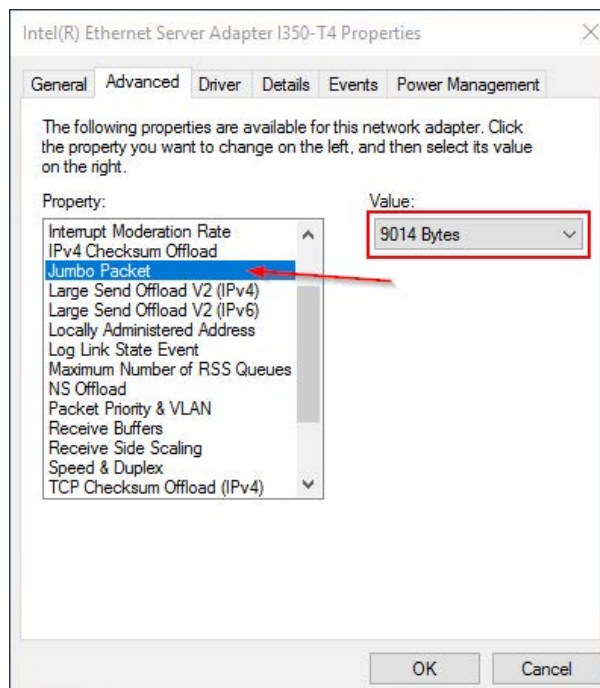 Intel(R) Ethernet Server Adapter I350-T4 Properties
General Advanced Driver Details Events Power Management
The following properties are available for this network adapter. Click
the property you want to change on the left, and then select its value
on the right.
Property:
Value:
Interrupt Moderation Rate
IPv4 Checksum Offload
Jumbo Packet
Large Send Offload V2 (IPv4)
Large Send Offload V2 (IPv6)
Locally Administered Address
Log Link State Event
Maximum Number of RSS Queues
NS Offload
Packet Priority & VLAN
Receive Buffers
Receive Side Scaling
Speed & Duplex
TCP Checksum Offload (IPv4)
9014 Bytes
OK Cancel